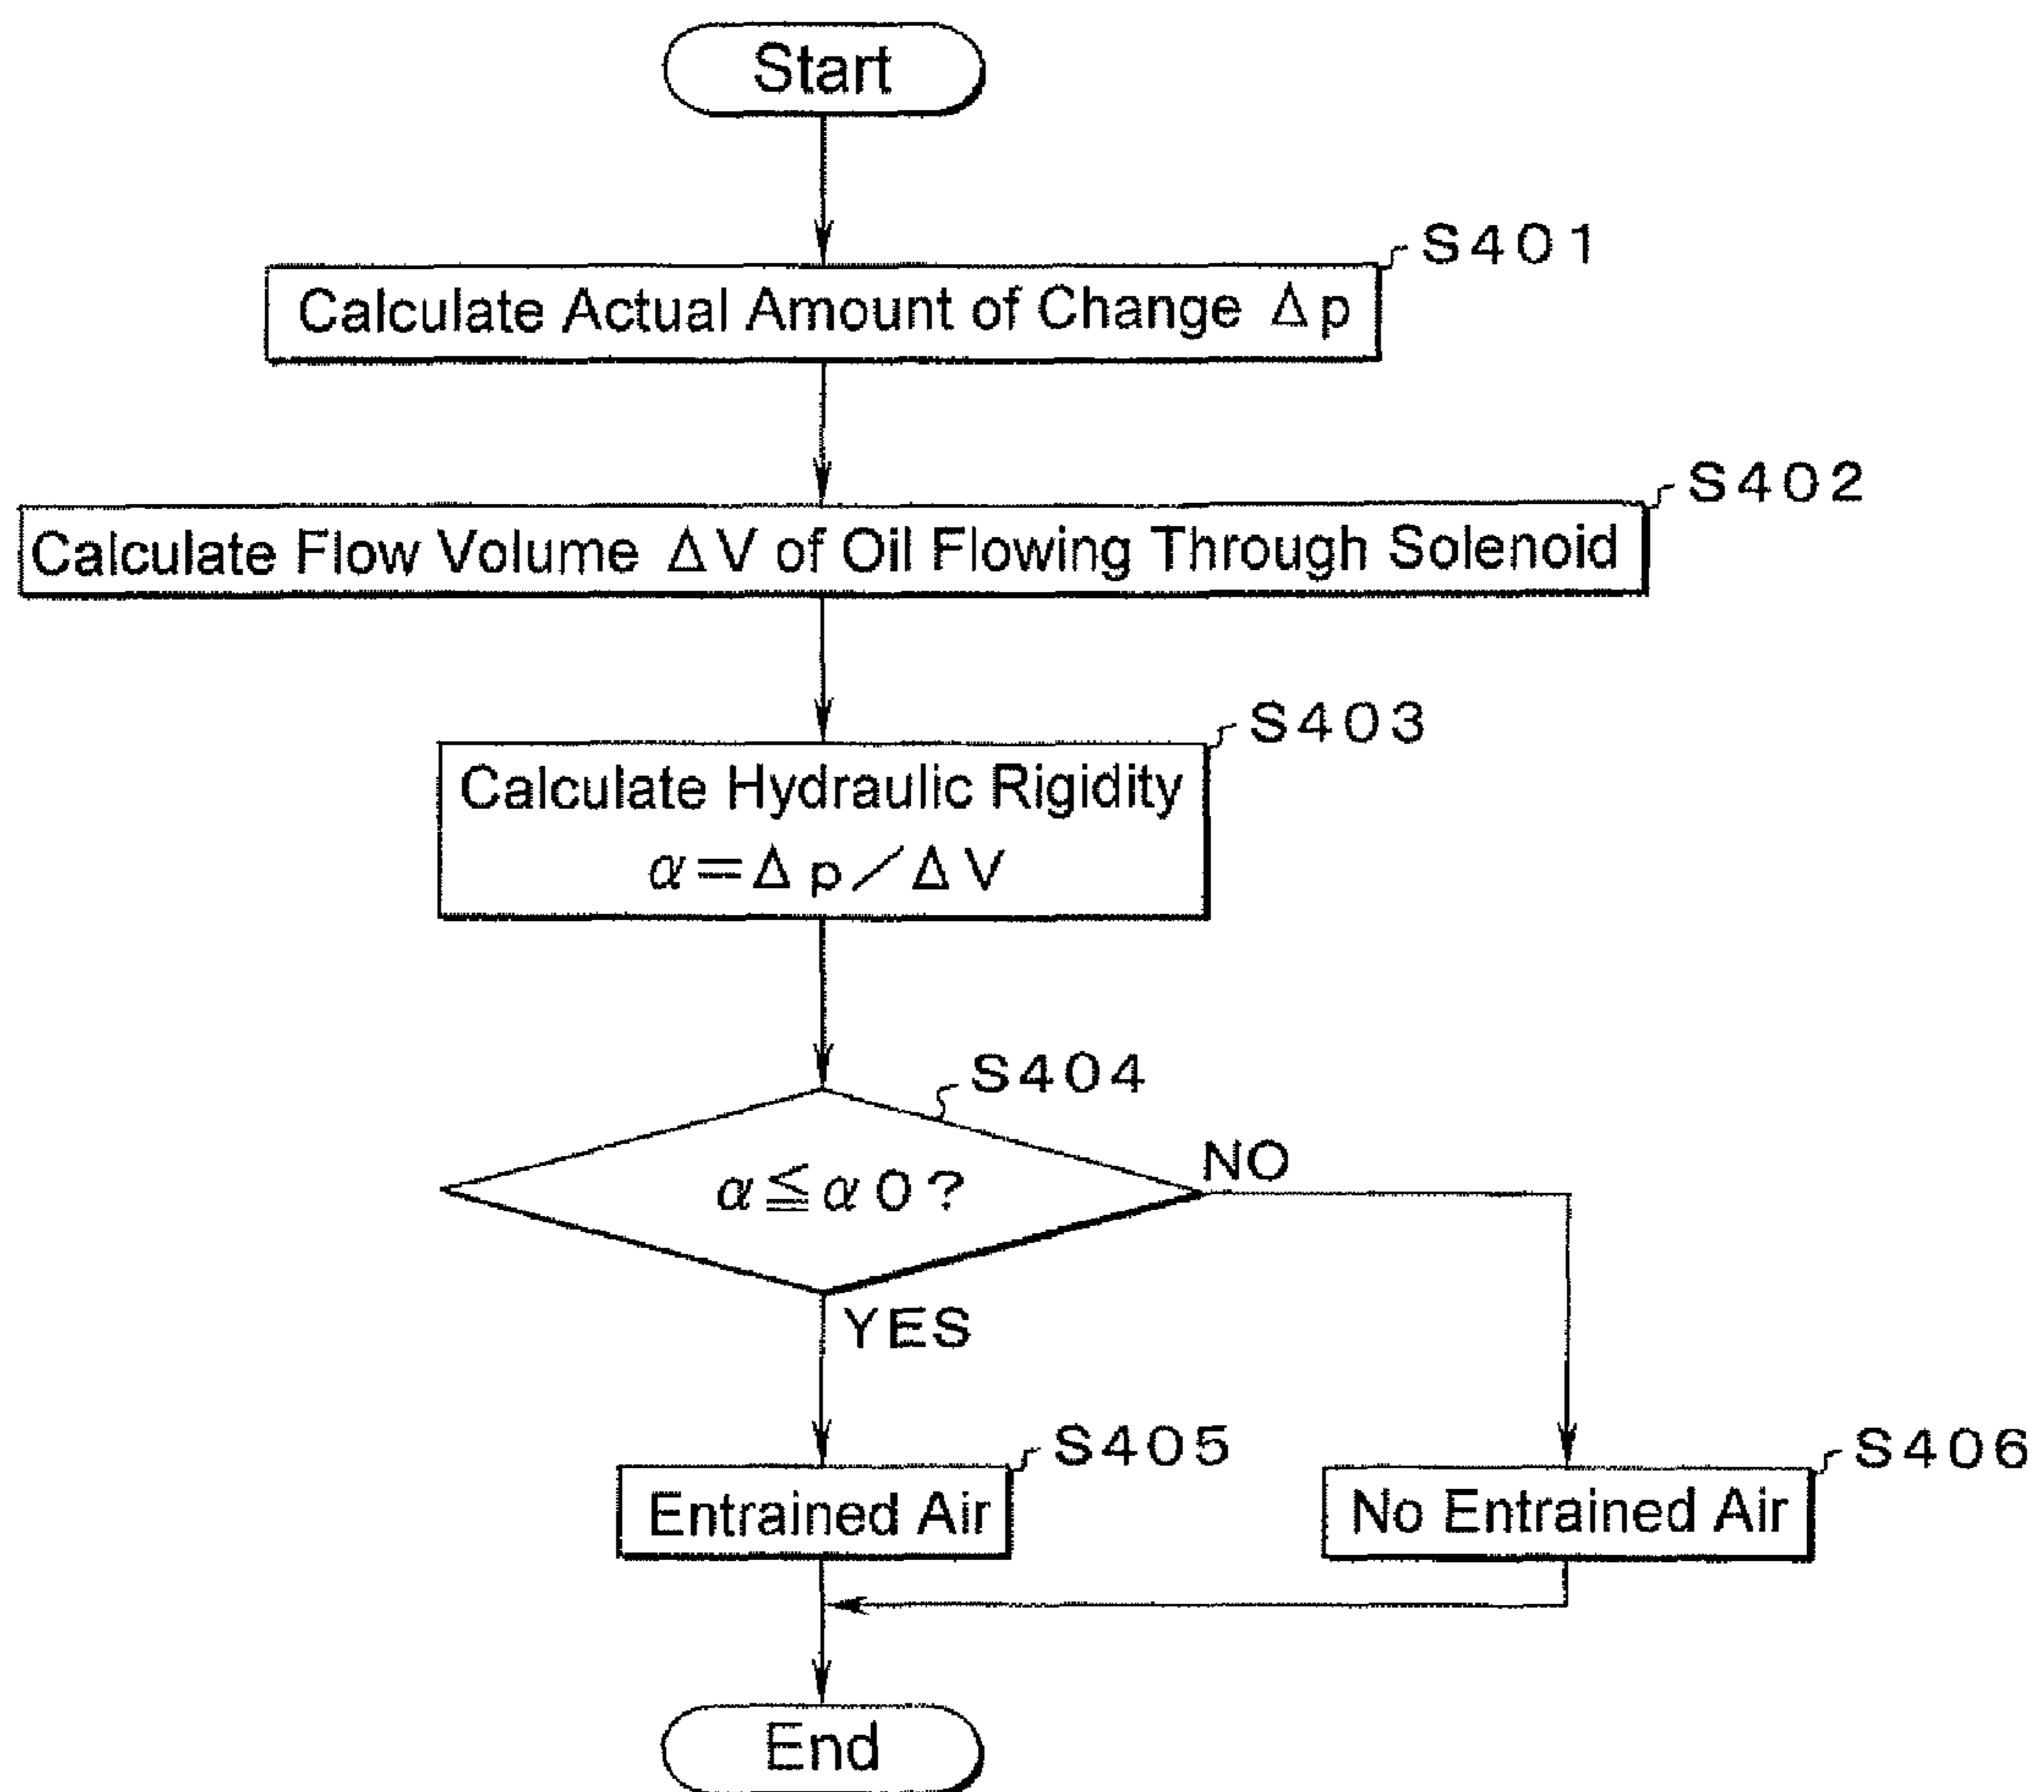 Start
S401
Calculate Actual Amount of Change Δp
S402
Calculate Flow Volume ΔV of Oil Flowing Through Solenoid
S403
Calculate Hydraulic Rigidity
α=Δp/ΔV
S404
α≦α0?
NO
YES
S405
Entrained Air
S406
No Entrained Air
End